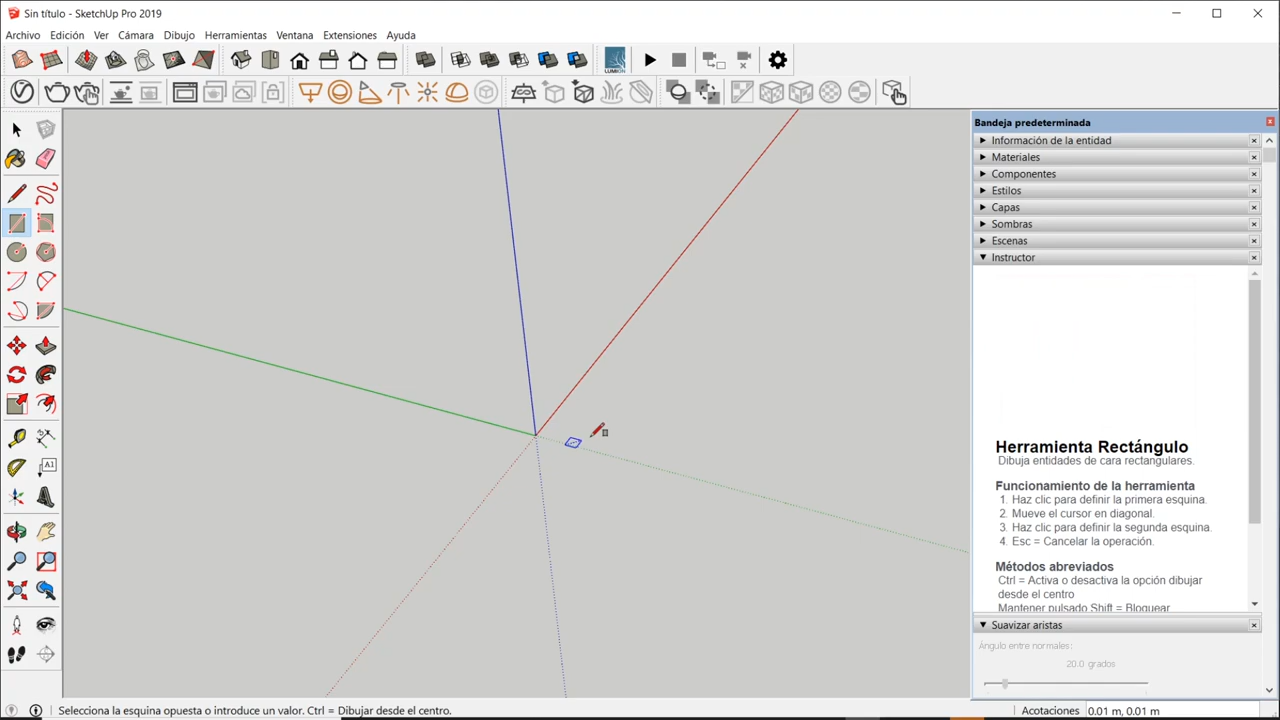 Sin título - SketchUp Pro 2019
Archivo Edición Ver Cámara Dibujo Herramientas Ventana Extensiones Ayuda
LUMION
Bandeja predeterminada
Información de la entidad
Materiales
Componentes
Estilos
Capas
Sombras
Escenas
Instructor
A1
Herramienta Rectángulo
Dibuja entidades de cara rectangulares.
Funcionamiento de la herramienta
1. Haz clic para definir la primera esquina.
2. Mueve el cursor en diagonal.
3. Haz clic para definir la segunda esquina.
4. Esc = Cancelar la operación.
Métodos abreviados
Ctrl = Activa o desactiva la opción dibujar
desde el centro
Mantener pulsado Shift = Bloquear
Suavizar aristas
Ángulo entre normales:
20.0 grados
Selecciona la esquina opuesta o introduce un valor. Ctrl = Dibujar desde el centro.
Acotaciones 0.01 m, 0.01 m